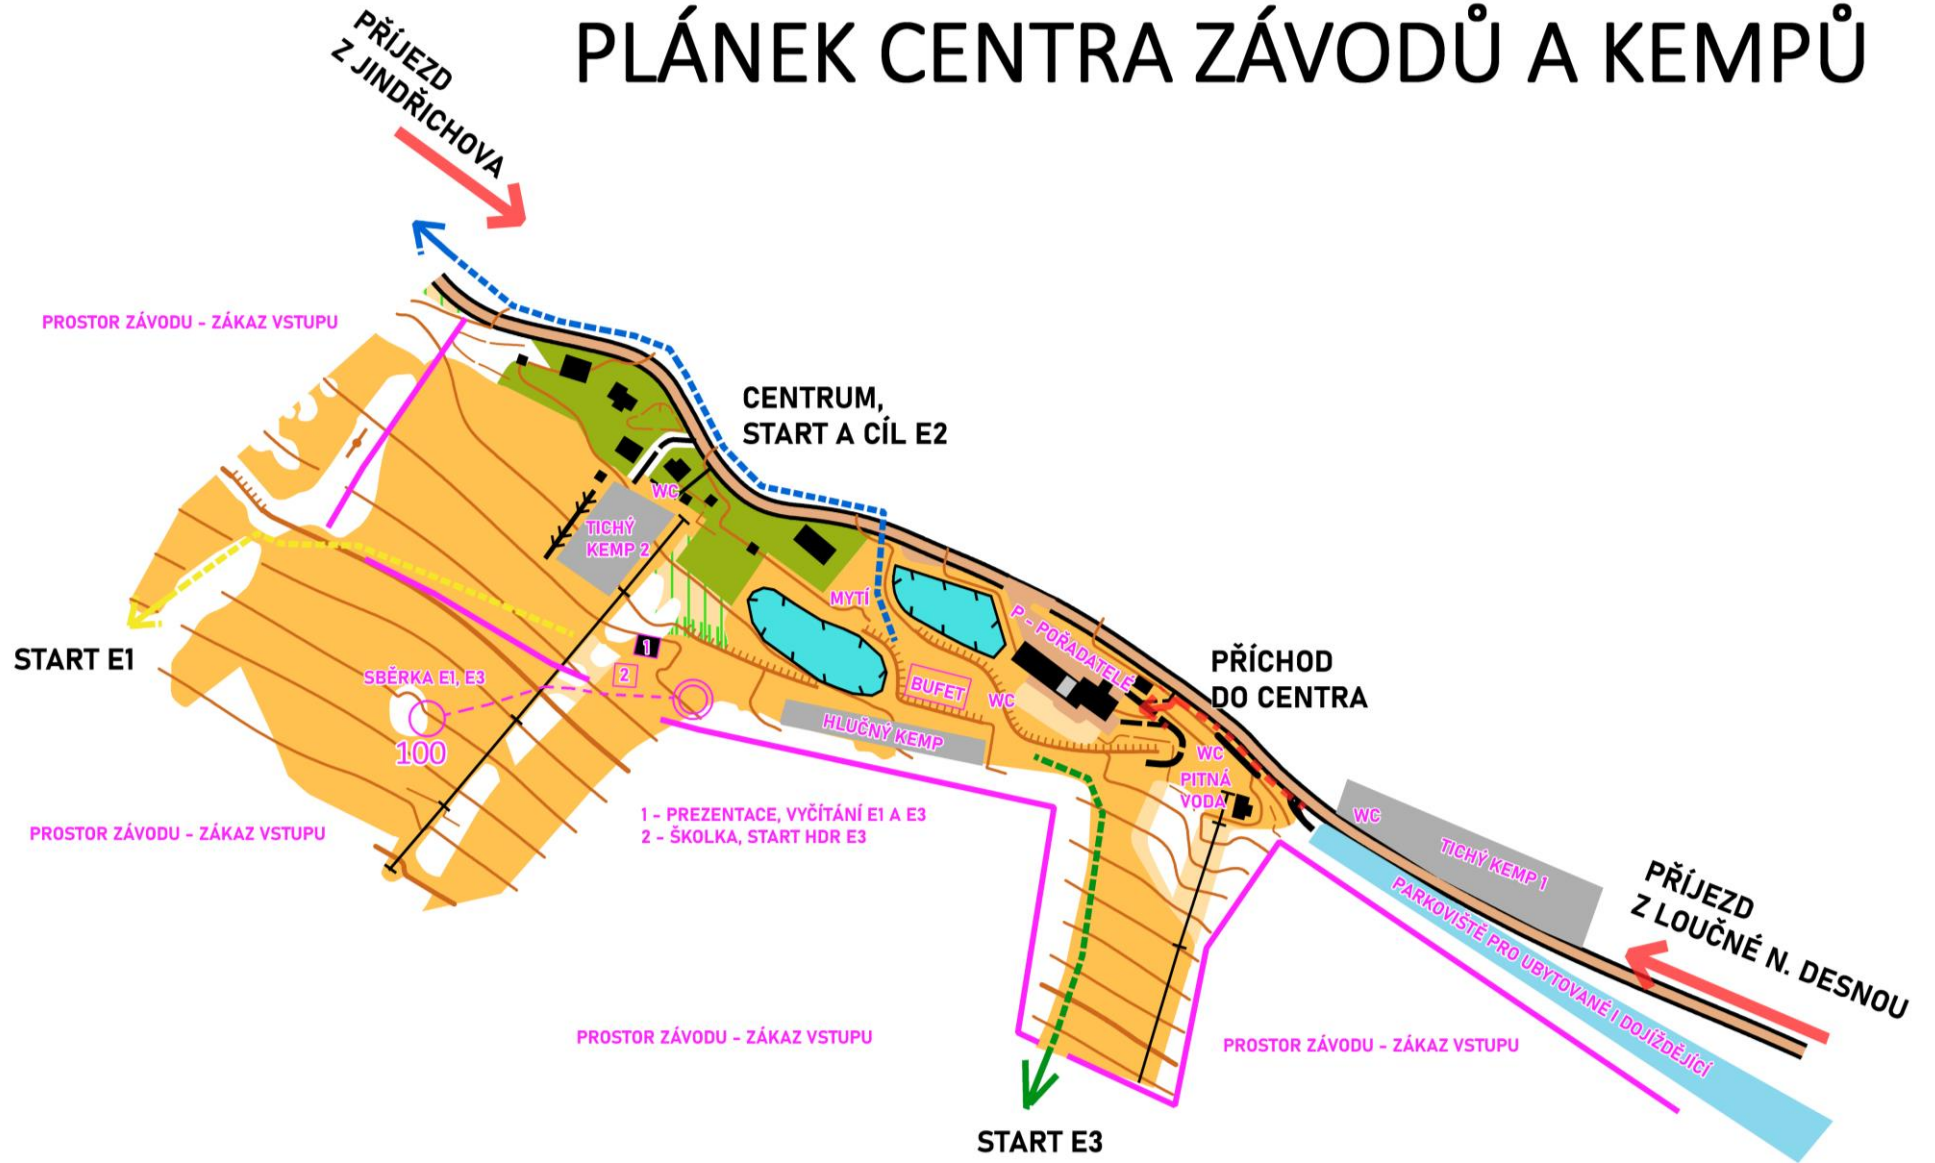 PLÁNEK CENTRA ZÁVODŮ A KEMPŮ
PŘÍJEZD
Z JINDŘICHOVA
PROSTOR ZÁVODU - ZÁKAZ VSTUPU
CENTRUM,
START A CÍL E2
WC
TICHÝ
KEMP 2
MYTÍ
P - POŘADATELÉ
START E1
SBĚRKA E1, E3
100
1
2
BUFET
WC
HLUČNÝ KEMP
PŘÍCHOD
DO CENTRA
WC
PITNÁ
VODA
WC
TICHÝ KEMP 1
PROSTOR ZÁVODU - ZÁKAZ VSTUPU
1 - PREZENTACE, VYČÍTÁNÍ E1 A E3
2 - ŠKOLKA, START HDR E3
PARKOVIŠTĚ PRO UBYTOVANÉ I DOJÍŽDĚJÍCÍ
PŘÍJEZD
Z LOUČNÉ N. DESNOU
PROSTOR ZÁVODU - ZÁKAZ VSTUPU
PROSTOR ZÁVODU - ZÁKAZ VSTUPU
START E3